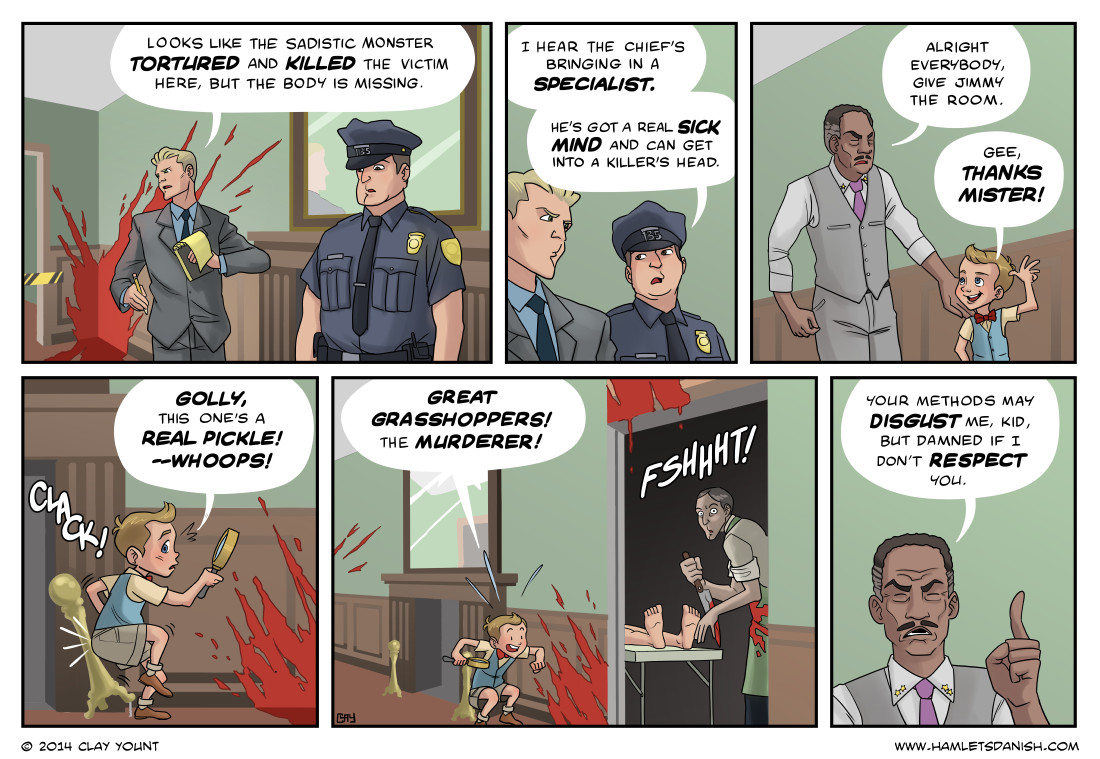 LOOKS LIKE THE SADISTIC MONSTER
TORTURED AND KILLED THE VICTIM
HERE, BUT THE BODY IS MISSING.
135
I HEAR THE CHIEF'S
BRINGING IN A
SPECIALIST.
HE'S GOT A REAL SICK
MIND AND CAN GET
INTO A KILLER'S HEAD.
135
ALRIGHT
EVERYBODY,
GIVE JIMMY
THE ROOM.
GEE,
THANKS
MISTER!
GOLLY,
THIS ONE'S A
REAL PICKLE!
--WHOOPS!
CLACK!
GREAT
GRASSHOPPERS!
THE MURDERER!
FSHHHT!
CLAY
YOUR METHODS MAY
DISGUST ME, KID,
BUT DAMNED IF I
DON'T RESPECT
YOU.
© 2014 CLAY YOUNT
WWW.HAMLETSDANISH.COM